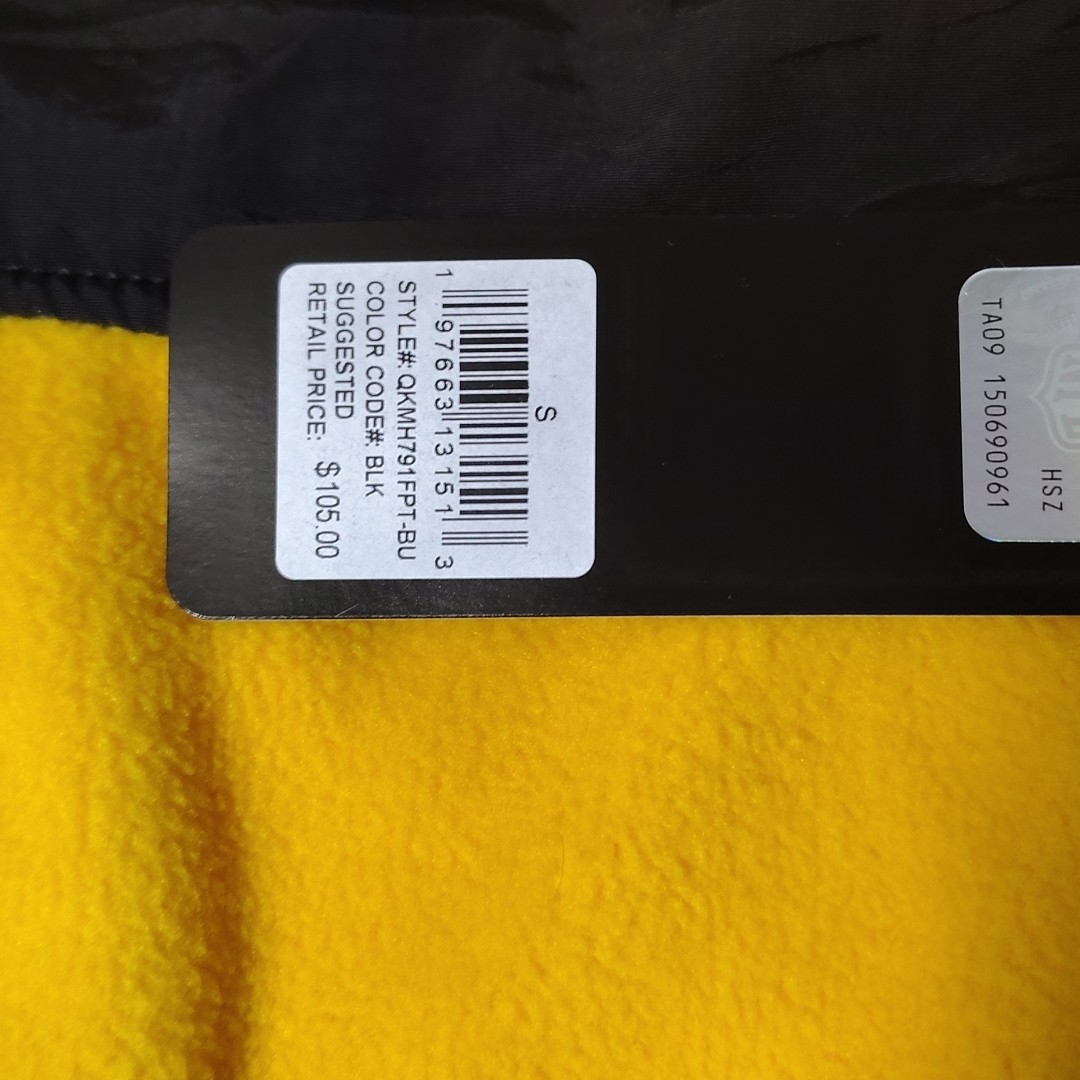 S
1 97663 13151 3
STYLE#: QKMH791FPT-BU
COLOR CODE#: BLK
SUGGESTED
RETAIL PRICE: $105.00
HSZ
TA09 150690961